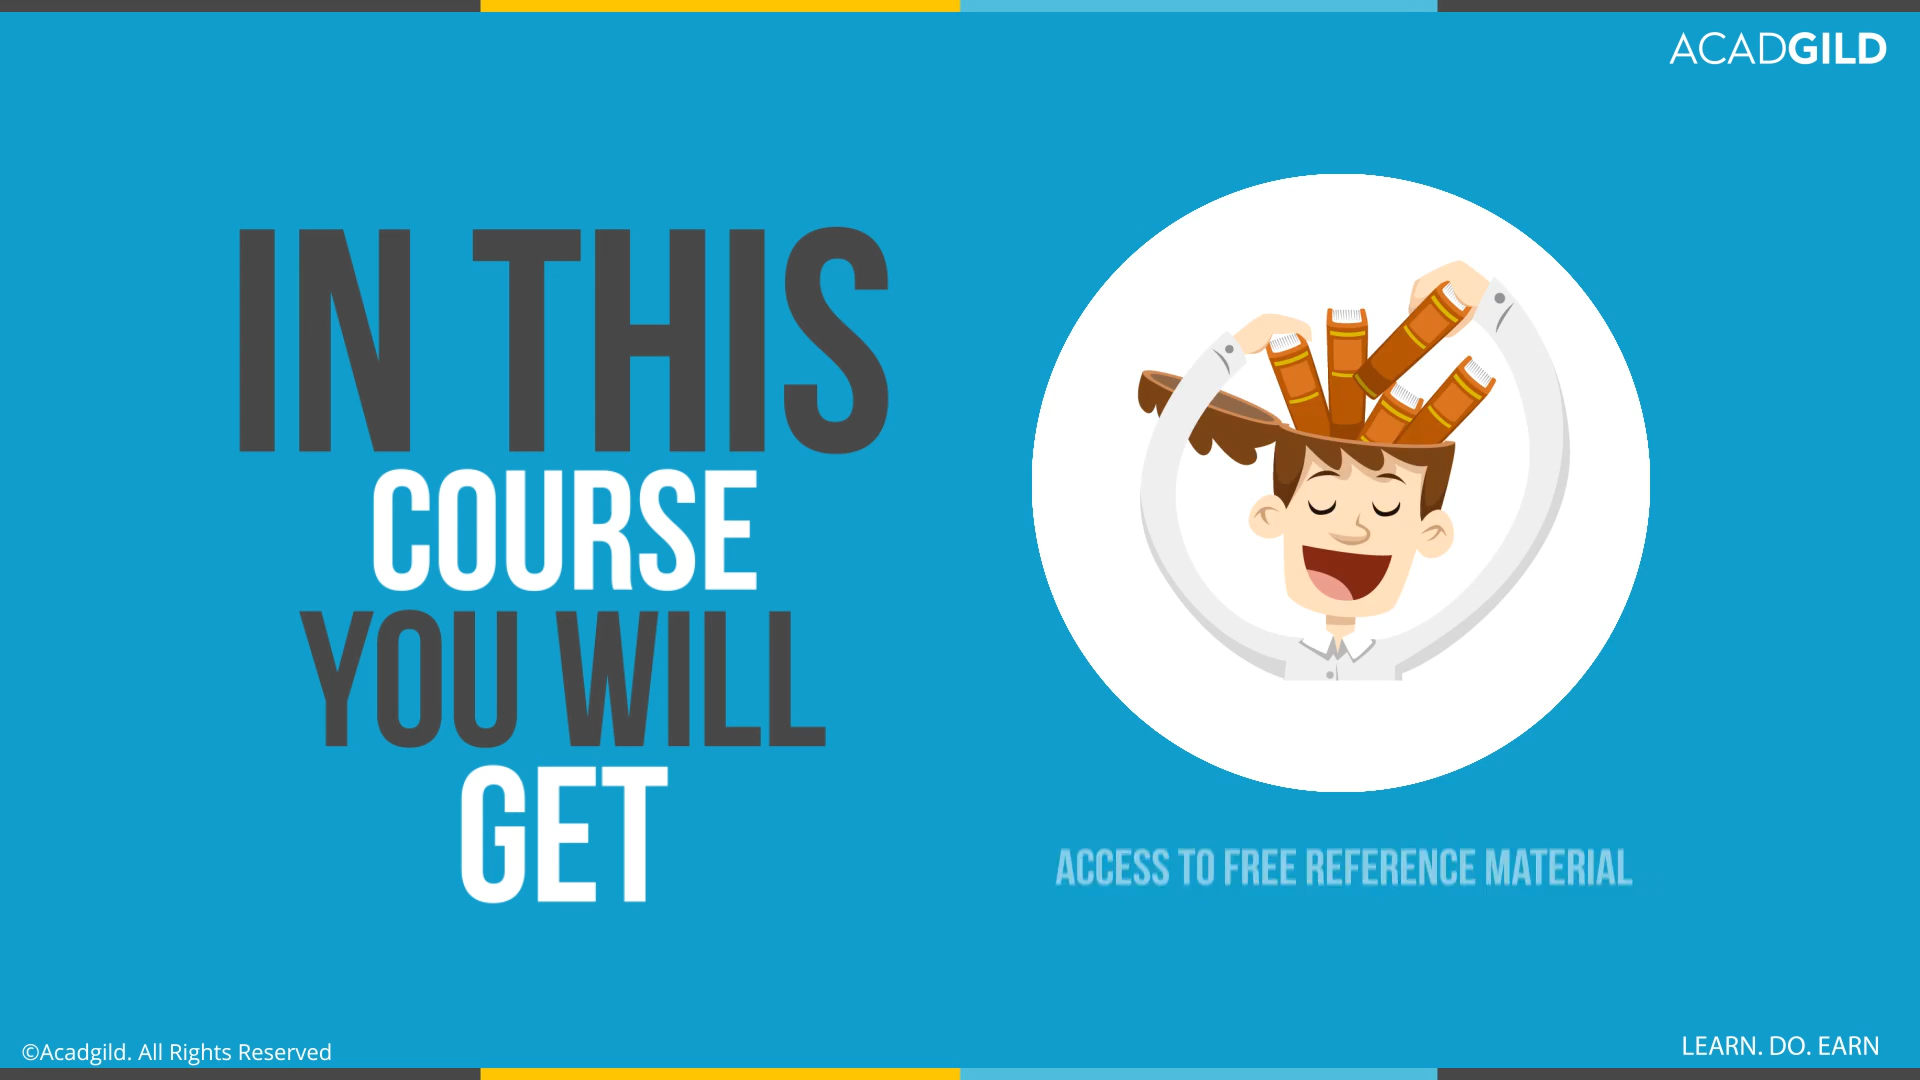 ACADGILD
IN THIS
COURSE
YOU WILL
GET
ACCESS TO FREE REFERENCE MATERIAL
©Acadgild. All Rights Reserved
LEARN. DO. EARN